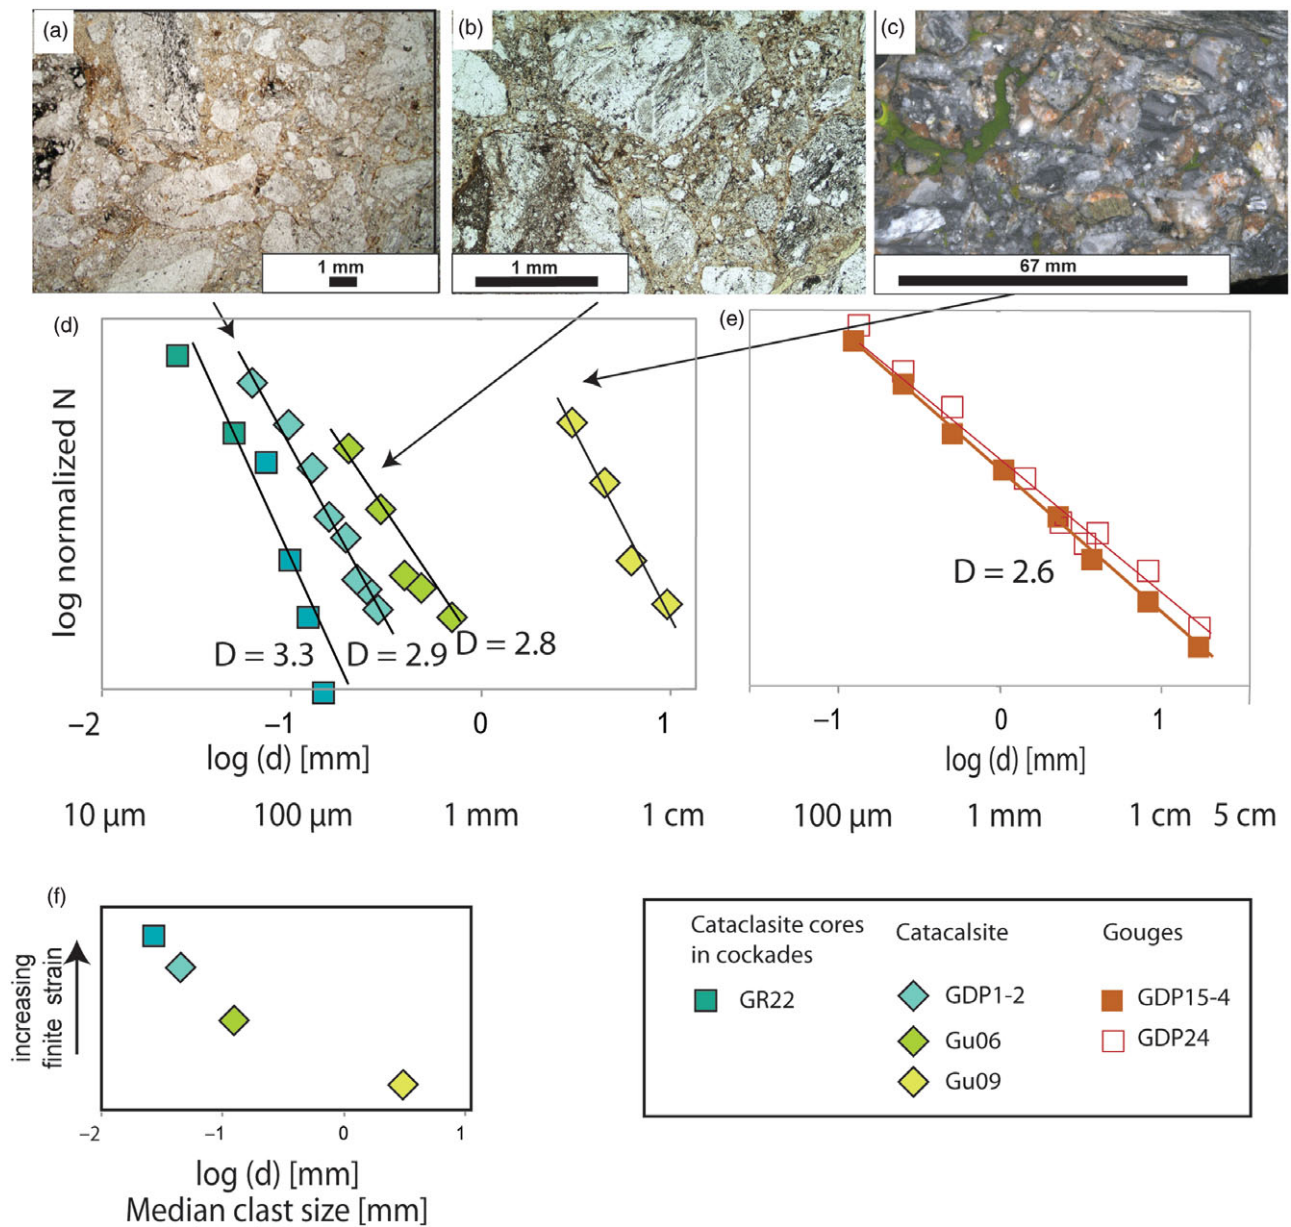 (a)
(b)
(c)
1 mm
1 mm
67 mm
(d)
log normalized N
D = 3.3
D = 2.9
D = 2.8
–2
–1
0
1
log (d) [mm]
10 µm
100 µm
1 mm
1 cm
(e)
D = 2.6
–1
0
1
log (d) [mm]
100 µm
1 mm
1 cm
5 cm
(f)
increasing
finite strain
–2
–1
0
1
log (d) [mm]
Median clast size [mm]
Cataclasite cores
in cockades
GR22
Catacalsite
GDP1-2
Gu06
Gu09
Gouges
GDP15-4
GDP24